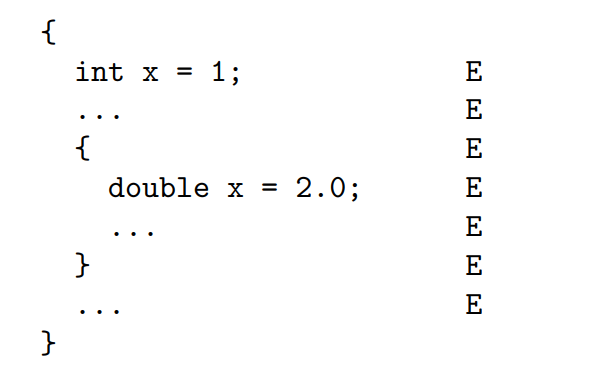 {
  int x = 1;                E
  ...                       E
  {                         E
    double x = 2.0;         E
    ...                     E
  }                         E
  ...                       E
}